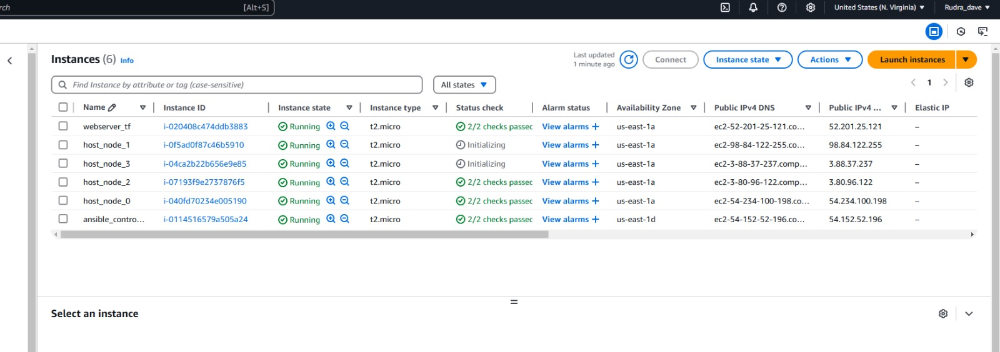 rch [Alt+S] United States (N. Virginia) Rudra_dave
Instances (6) Info Last updated 1 minute ago Connect Instance state Actions Launch instances
Find Instance by attribute or tag (case-sensitive) All states 1
Name Instance ID Instance state Instance type Status check Alarm status Availability Zone Public IPv4 DNS Public IPv4 ... Elastic IP
webserver_tf i-020408c474ddb3883 Running t2.micro 2/2 checks passec View alarms + us-east-1a ec2-52-201-25-121.co... 52.201.25.121 –
host_node_1 i-0f5ad0f87c46b5910 Running t2.micro Initializing View alarms + us-east-1a ec2-98-84-122-255.co... 98.84.122.255 –
host_node_3 i-04ca2b22b656e9e85 Running t2.micro Initializing View alarms + us-east-1a ec2-3-88-37-237.comp... 3.88.37.237 –
host_node_2 i-07193f9e2737876f5 Running t2.micro 2/2 checks passec View alarms + us-east-1a ec2-3-80-96-122.comp... 3.80.96.122 –
host_node_0 i-040fd70234e005190 Running t2.micro 2/2 checks passec View alarms + us-east-1a ec2-54-234-100-198.co... 54.234.100.198 –
ansible_contro... i-0114516579a505a24 Running t2.micro 2/2 checks passec View alarms + us-east-1d ec2-54-152-52-196.co... 54.152.52.196 –
Select an instance